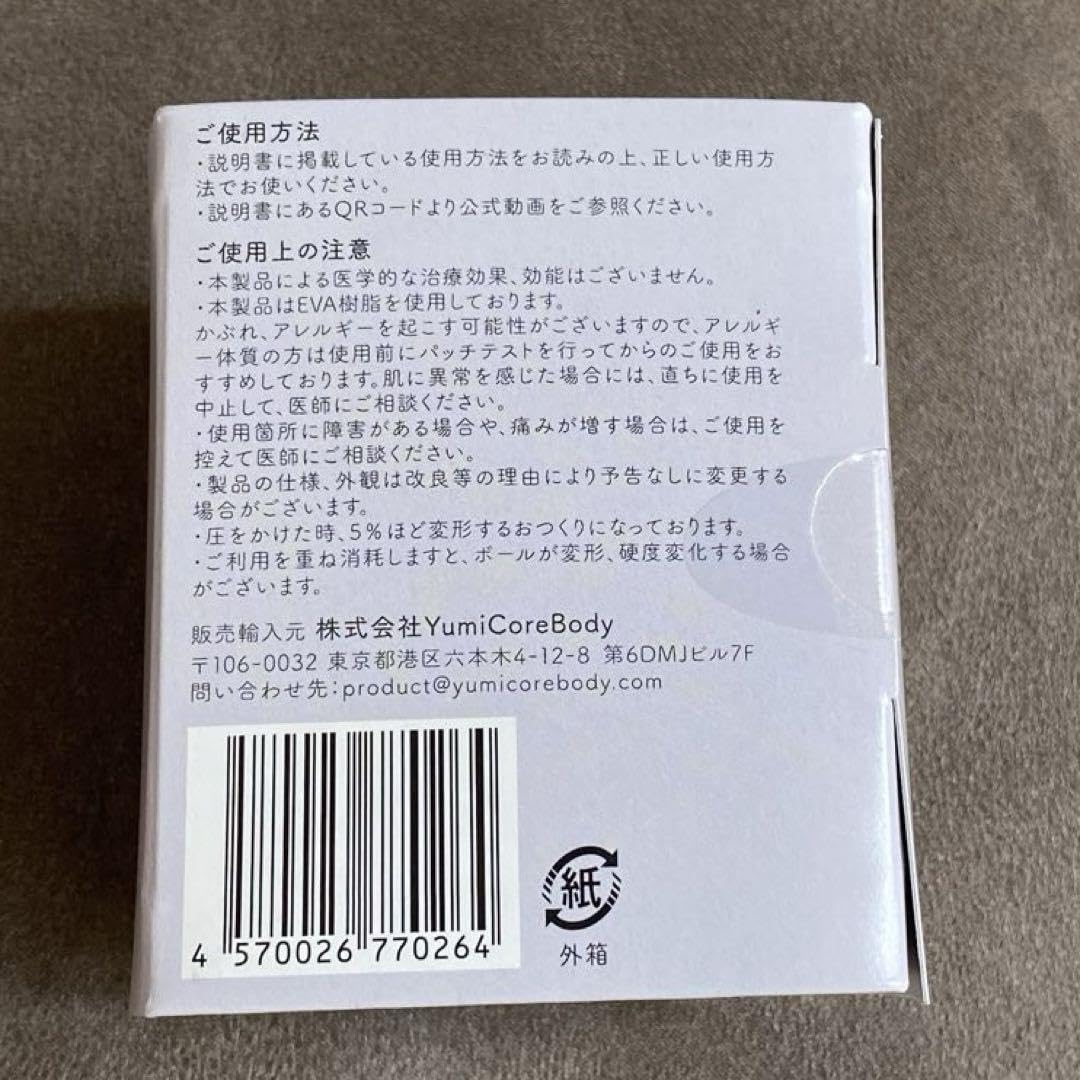 ご使用方法
・説明書に掲載している使用方法をお読みの上、正しい使用方
法でお使いください。
・説明書にあるQRコードより公式動画をご参照ください。
ご使用上の注意
・本製品による医学的な治療効果、効能はございません。
・本製品はEVA樹脂を使用しております。
かぶれ、アレルギーを起こす可能性がございますので、アレルギ
ー体質の方は使用前にパッチテストを行ってからのご使用をお
すすめしております。肌に異常を感じた場合には、直ちに使用を
中止して、医師にご相談ください。
・使用箇所に障害がある場合や、痛みが増す場合は、ご使用を
控えて医師にご相談ください。
・製品の仕様、外観は改良等の理由により予告なしに変更する
場合がございます。
・圧をかけた時、5%ほど変形するおつくりになっております。
・ご利用を重ね消耗しますと、ボールが変形、硬度変化する場合
がございます。
販売輸入元 株式会社YumiCoreBody
〒106-0032 東京都港区六本木4-12-8 第6DMJビル7F
問い合わせ先：product@yumicorebody.com
4 570026 770264
紙
外箱